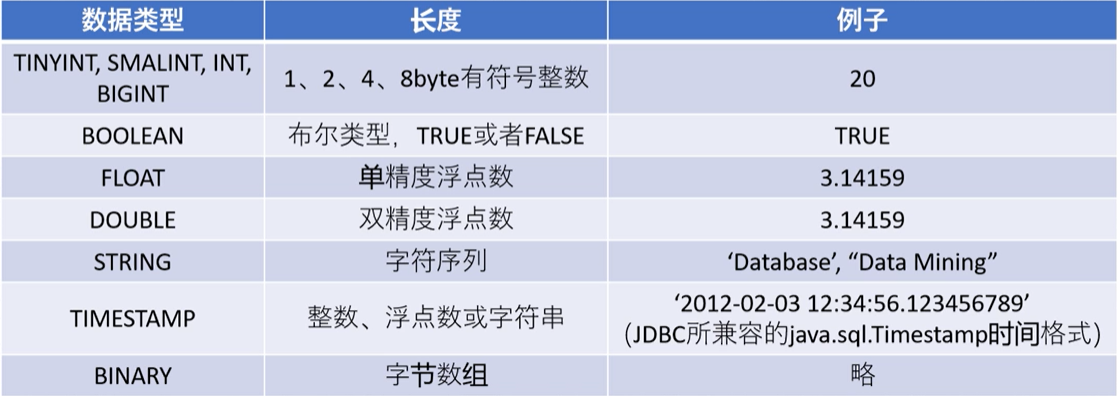 数据类型 长度 例子
TINYINT, SMALINT, INT,
BIGINT
1、2、4、8byte有符号整数
20
BOOLEAN 布尔类型，TRUE或者FALSE TRUE
FLOAT 单精度浮点数 3.14159
DOUBLE 双精度浮点数 3.14159
STRING 字符序列 ‘Database’, “Data Mining”
TIMESTAMP 整数、浮点数或字符串
‘2012-02-03 12:34:56.123456789’
（JDBC所兼容的java.sql.Timestamp时间格式）
BINARY 字节数组 略